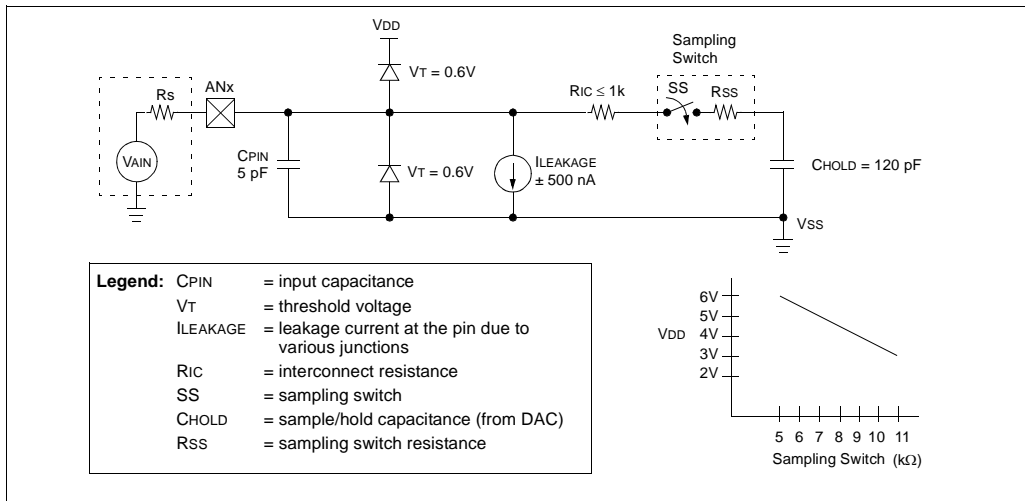 VDD
Sampling
Switch
VT = 0.6V
ANx
RIC ≤ 1k
SS
RSS
Rs
VAIN
CPIN
5 pF
VT = 0.6V
ILEAKAGE
± 500 nA
CHOLD = 120 pF
VSS
Legend: CPIN = input capacitance
VT = threshold voltage
ILEAKAGE = leakage current at the pin due to
various junctions
RIC = interconnect resistance
SS = sampling switch
CHOLD = sample/hold capacitance (from DAC)
RSS = sampling switch resistance
6V
5V
VDD 4V
3V
2V
5 6 7 8 9 10 11
Sampling Switch (kΩ)